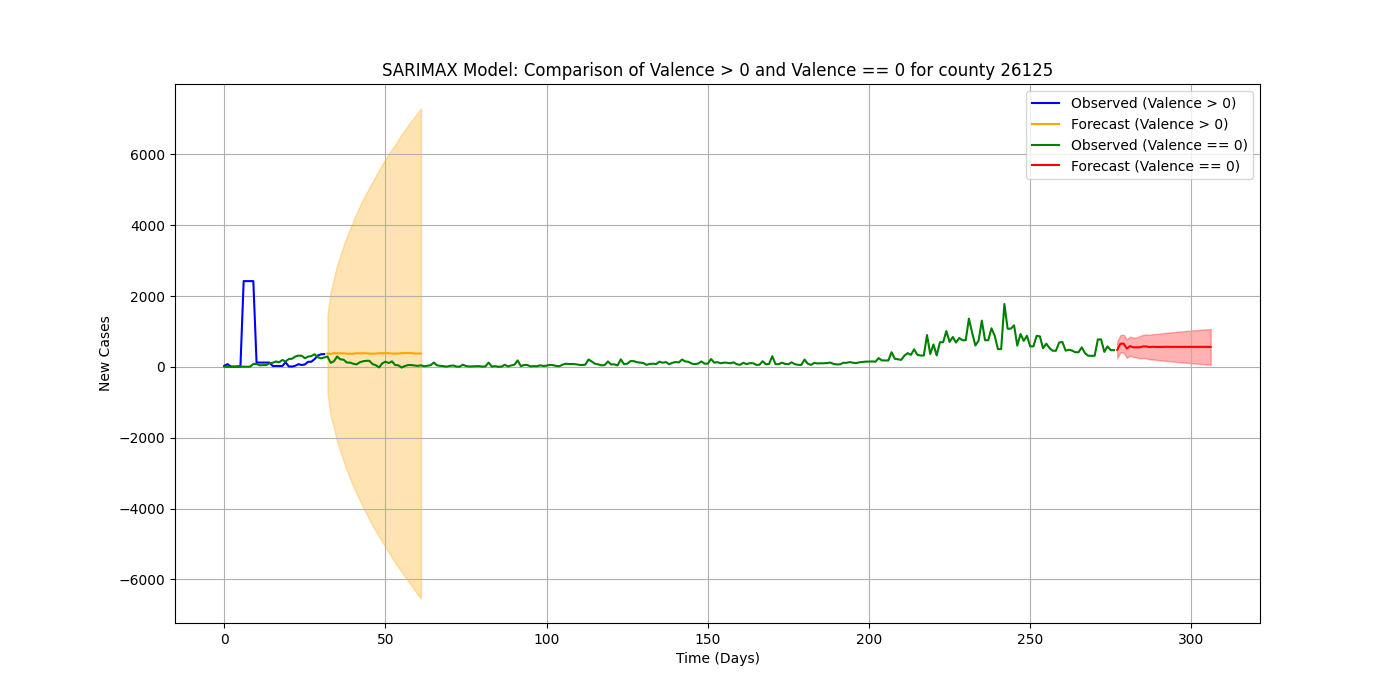 SARIMAX Model: Comparison of Valence > 0 and Valence == 0 for county 26125
Observed (Valence > 0)
Forecast (Valence > 0)
Observed (Valence == 0)
Forecast (Valence == 0)
New Cases
6000
4000
2000
0
−2000
−4000
−6000
0 50 100 150 200 250 300
Time (Days)